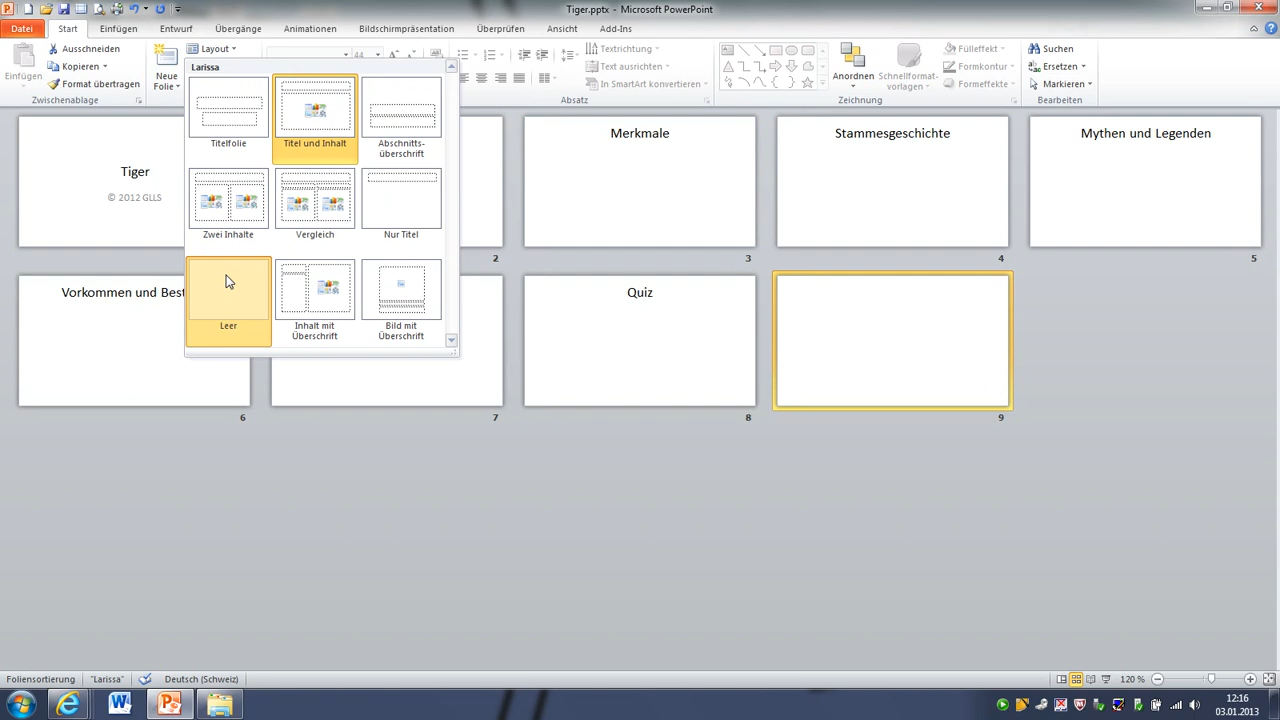 Tiger.pptx - Microsoft PowerPoint
Datei Start Einfügen Entwurf Übergänge Animationen Bildschirmpräsentation Überprüfen Ansicht Add-Ins
Einfügen
Ausschneiden
Kopieren
Format übertragen
Zwischenablage
Neue
Folie
Layout
44
Textrichtung
Text ausrichten
In SmartArt konvertieren
Absatz
Anordnen
Schnellformat-
vorlagen
Fülleffekt
Formkontur
Formeffekte
Zeichnung
Suchen
Ersetzen
Markieren
Bearbeiten
Larissa
Titelfolie
Titel und Inhalt
Abschnitts-
überschrift
Zwei Inhalte
Vergleich
Nur Titel
Leer
Inhalt mit
Überschrift
Bild mit
Überschrift
Tiger
© 2012 GLLS
2
Merkmale
3
Stammesgeschichte
4
Mythen und Legenden
5
Vorkommen und Best
6
7
Quiz
8
9
Foliensortierung "Larissa" Deutsch (Schweiz) 120 %
12:16
03.01.2013